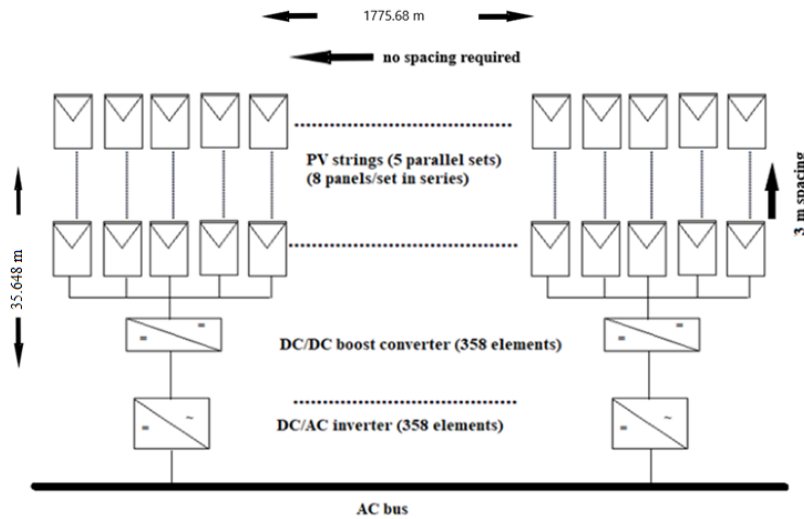 1775.68 m
no spacing required
PV strings (5 parallel sets)
(8 panels/set in series)
3 m spacing
35.648 m
= =
= =
DC/DC boost converter (358 elements)
= ~
= ~
DC/AC inverter (358 elements)
AC bus